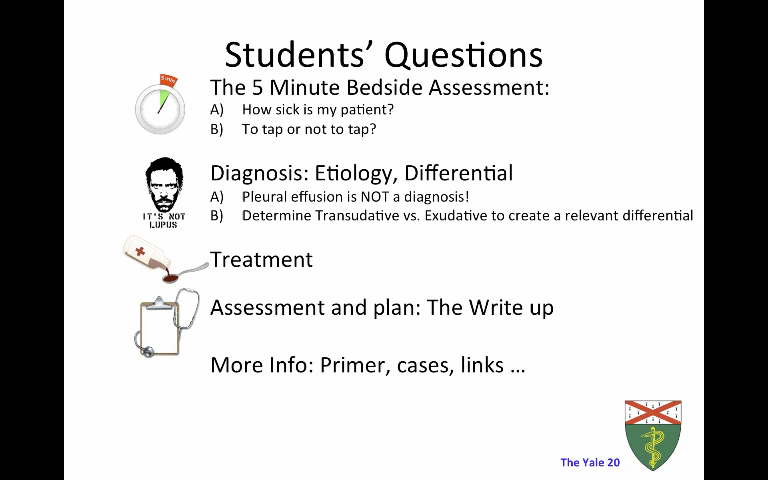 Students’ Questions
5 min
The 5 Minute Bedside Assessment:
A) How sick is my patient?
B) To tap or not to tap?
Diagnosis: Etiology, Differential
A) Pleural effusion is NOT a diagnosis!
B) Determine Transudative vs. Exudative to create a relevant differential
IT'S NOT
LUPUS
Treatment
Assessment and plan: The Write up
More Info: Primer, cases, links …
The Yale 20